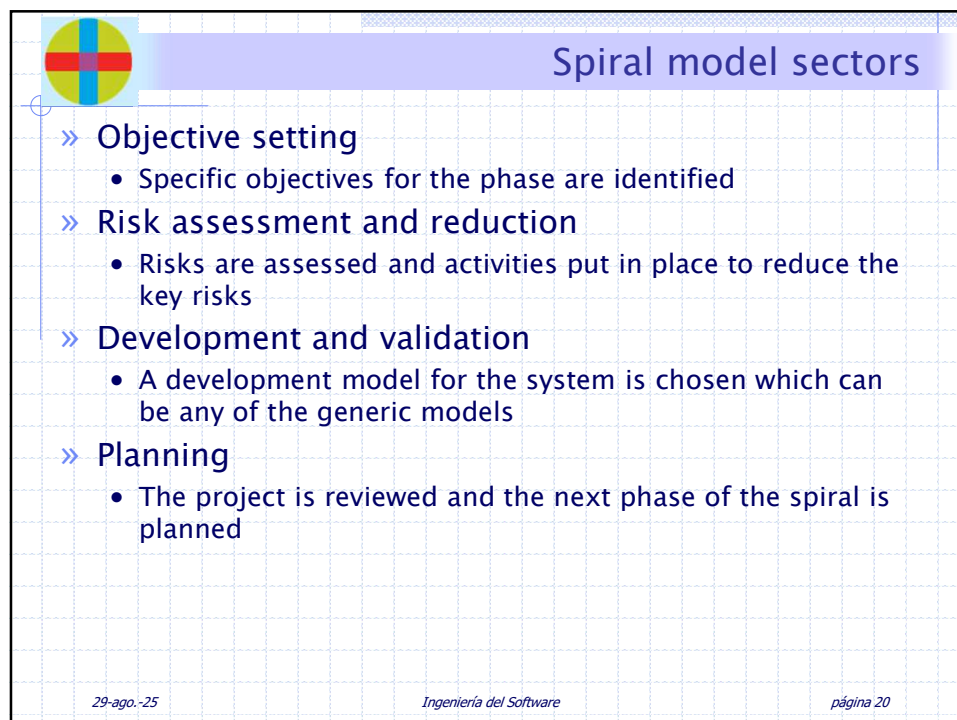 Spiral model sectors
» Objective setting
• Specific objectives for the phase are identified
» Risk assessment and reduction
• Risks are assessed and activities put in place to reduce the
key risks
» Development and validation
• A development model for the system is chosen which can
be any of the generic models
» Planning
• The project is reviewed and the next phase of the spiral is
planned
29-ago.-25 Ingeniería del Software página 20